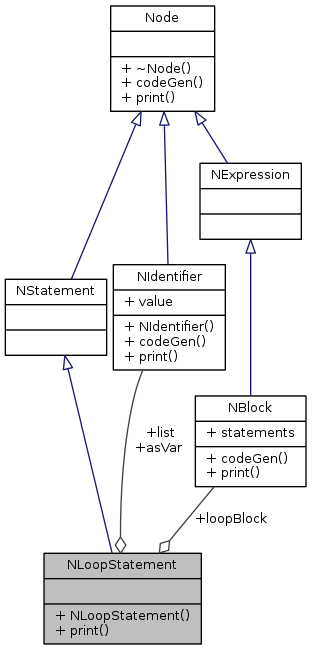 Node
+ ~Node()
+ codeGen()
+ print()
NExpression
NStatement
NIdentifier
+ value
+ NIdentifier()
+ codeGen()
+ print()
NBlock
+ statements
+ codeGen()
+ print()
+list
+asVar
+loopBlock
NLoopStatement
+ NLoopStatement()
+ print()